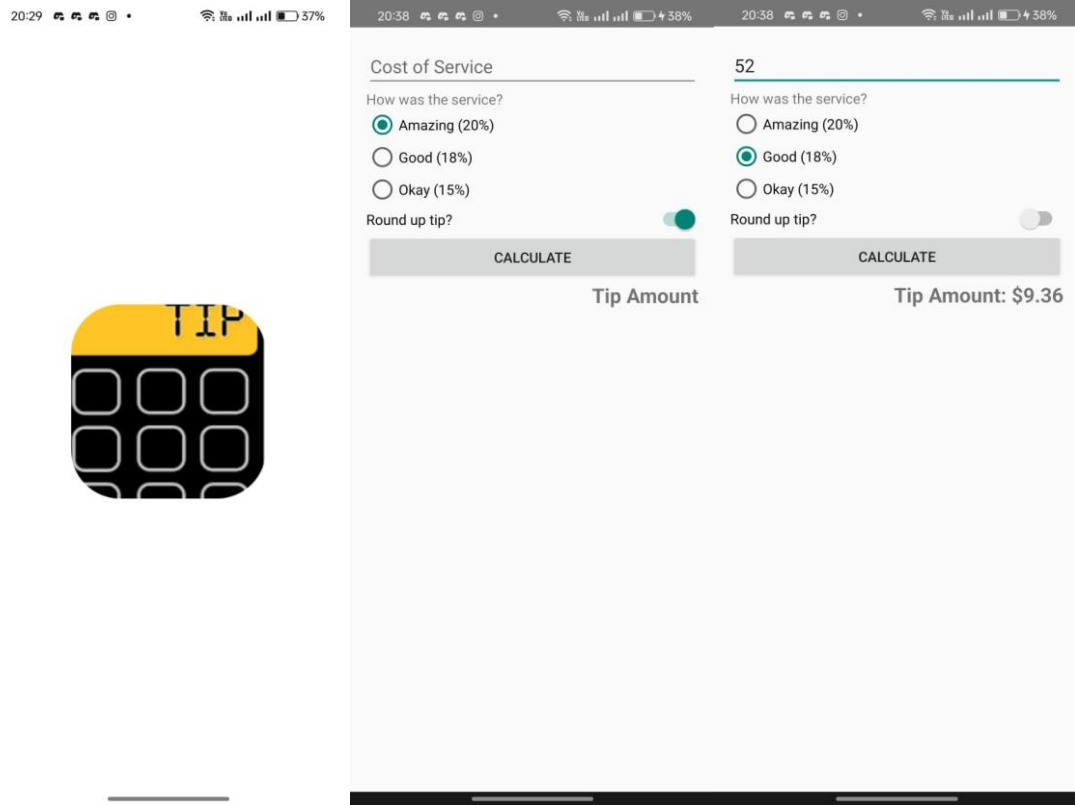 20:29
37%
TIP
20:38
38%
Cost of Service
How was the service?
Amazing (20%)
Good (18%)
Okay (15%)
Round up tip?
CALCULATE
Tip Amount
20:38
38%
52
How was the service?
Amazing (20%)
Good (18%)
Okay (15%)
Round up tip?
CALCULATE
Tip Amount: $9.36